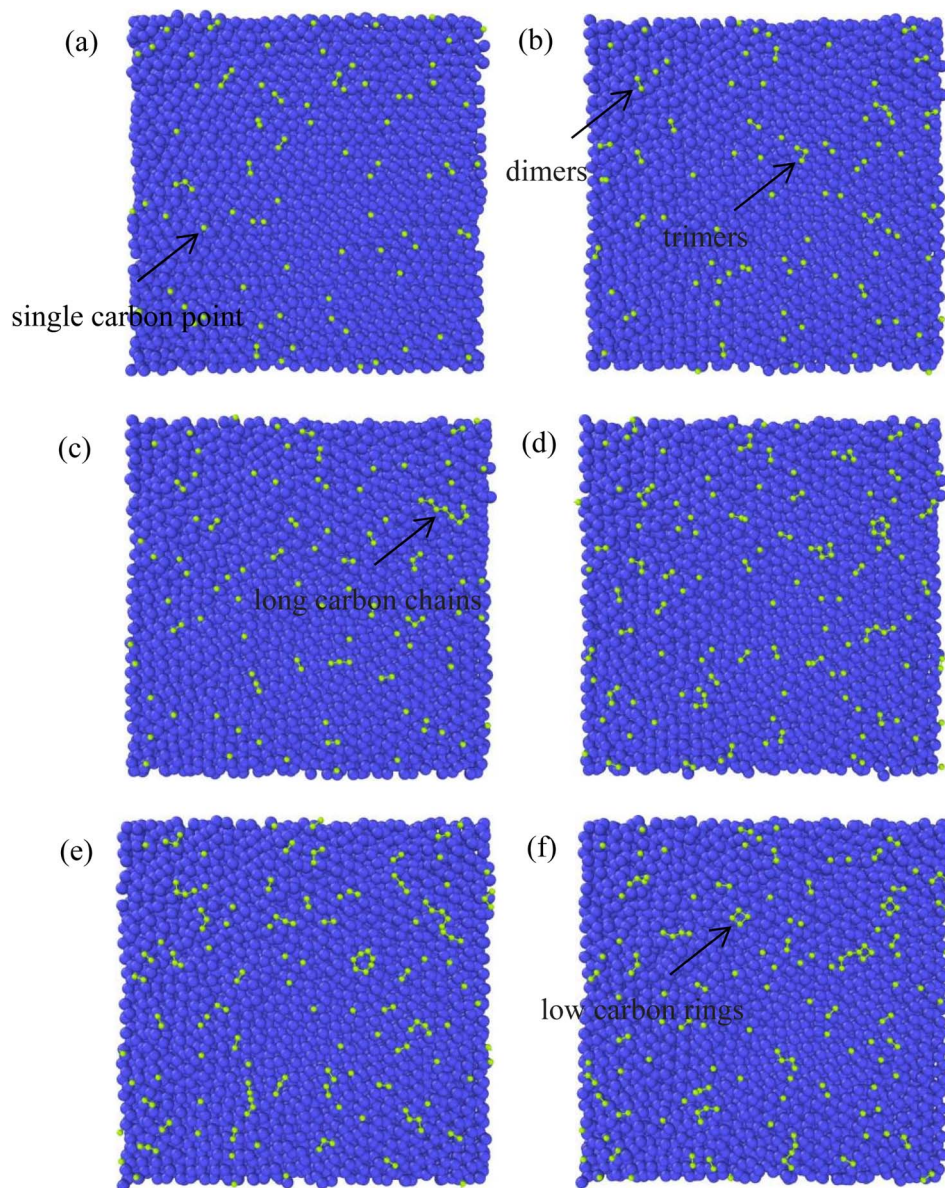 (a)
(b)
dimers
trimers
single carbon point
(c)
(d)
long carbon chains
(e)
(f)
low carbon rings